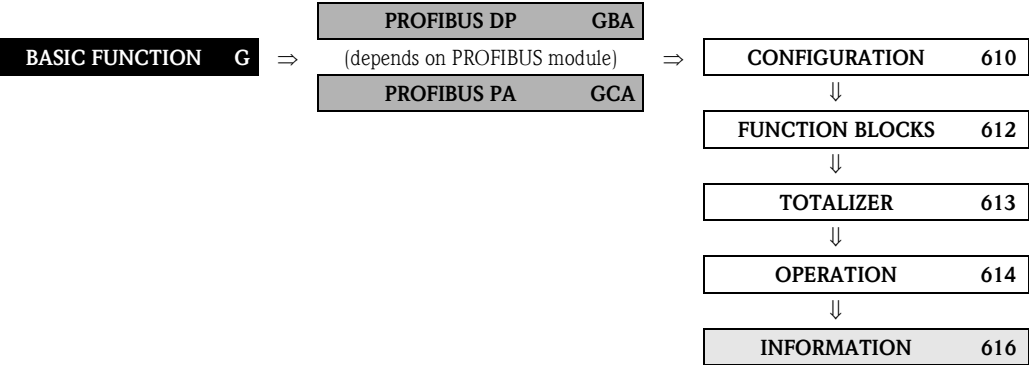 PROFIBUS DP GBA
BASIC FUNCTION G ⇒ (depends on PROFIBUS module) ⇒ CONFIGURATION 610
PROFIBUS PA GCA
⇓
FUNCTION BLOCKS 612
⇓
TOTALIZER 613
⇓
OPERATION 614
⇓
INFORMATION 616